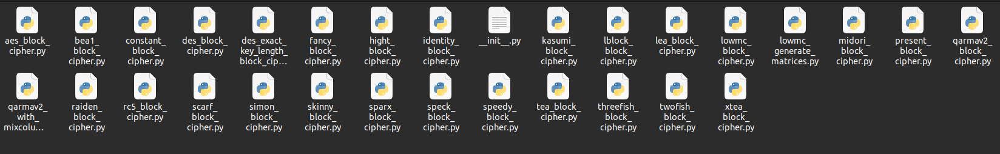 aes_block_cipher.py
bea1_block_cipher.py
constant_block_cipher.py
des_block_cipher.py
des_exact_key_length_block_cip...
fancy_block_cipher.py
hight_block_cipher.py
identity_block_cipher.py
__init__.py
kasumi_block_cipher.py
lblock_block_cipher.py
lea_block_cipher.py
lowmc_block_cipher.py
lowmc_generate_matrices.py
midori_block_cipher.py
present_block_cipher.py
qarmav2_block_cipher.py
qarmav2_with_mixcolu...
raiden_block_cipher.py
rc5_block_cipher.py
scarf_block_cipher.py
simon_block_cipher.py
skinny_block_cipher.py
sparx_block_cipher.py
speck_block_cipher.py
speedy_block_cipher.py
tea_block_cipher.py
threefish_block_cipher.py
twofish_block_cipher.py
xtea_block_cipher.py